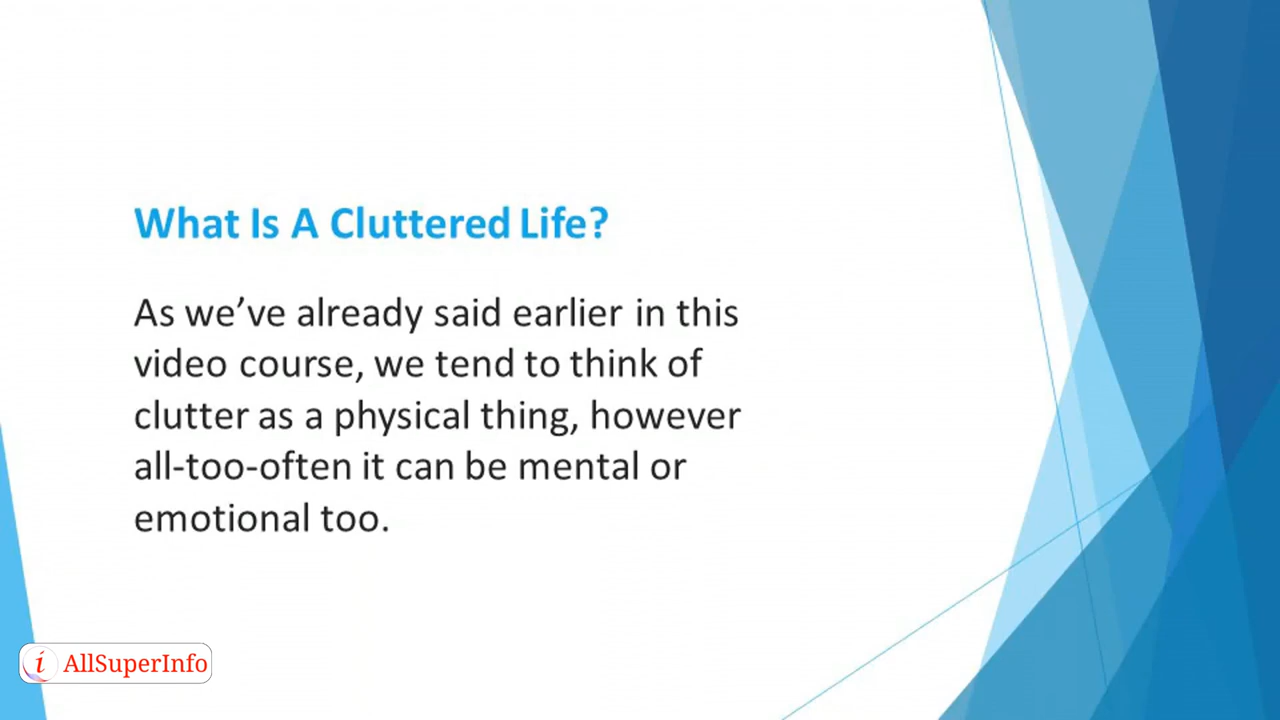 What Is A Cluttered Life?
As we’ve already said earlier in this
video course, we tend to think of
clutter as a physical thing, however
all-too-often it can be mental or
emotional too.
i AllSuperInfo